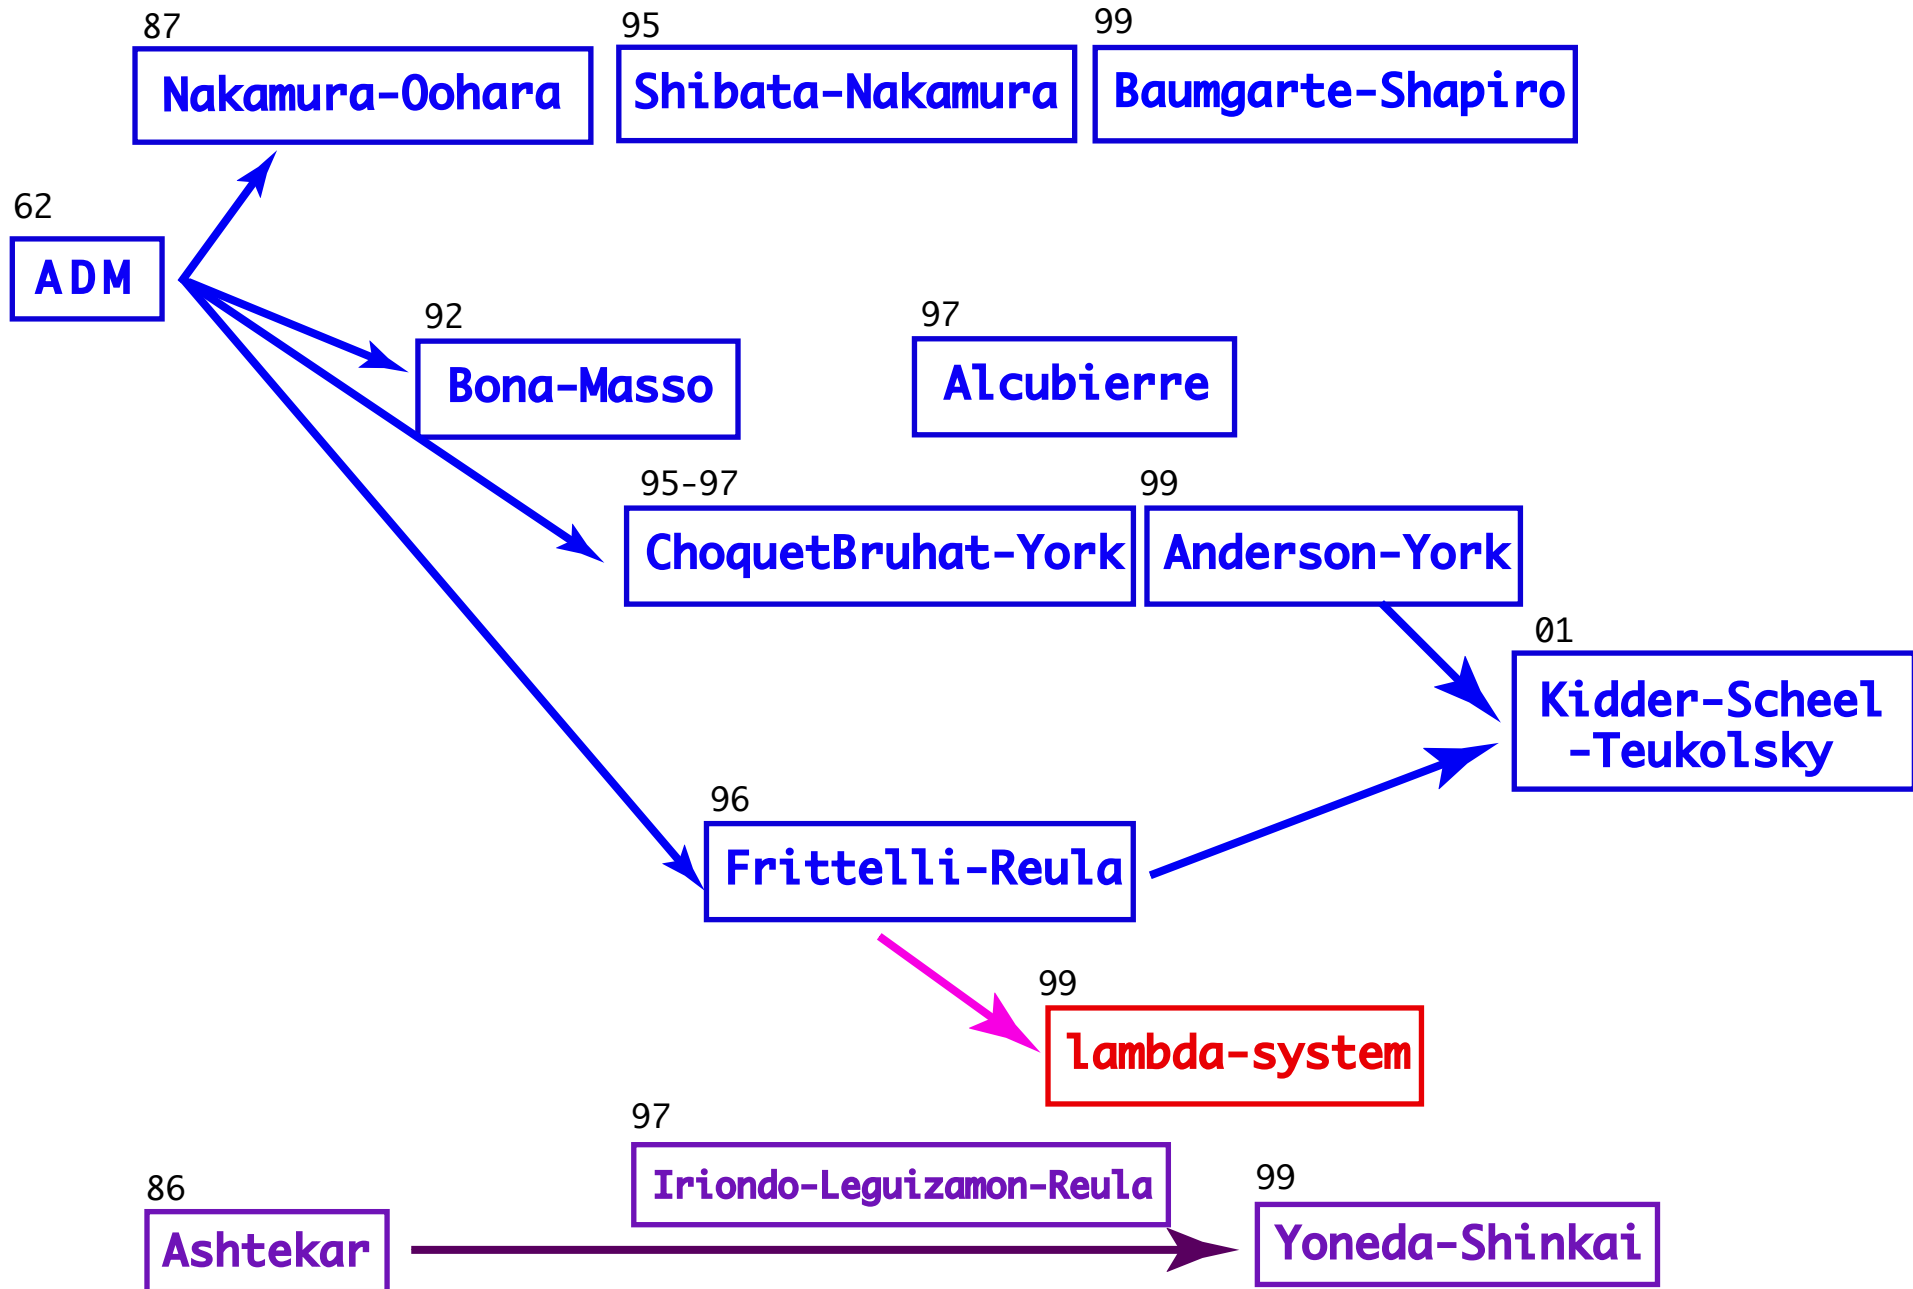 87
Nakamura-Oohara
95
Shibata-Nakamura
99
Baumgarte-Shapiro
62
ADM
92
Bona-Masso
97
Alcubierre
95-97
ChoquetBruhat-York
99
Anderson-York
01
Kidder-Scheel
-Teukolsky
96
Frittelli-Reula
99
lambda-system
97
Iriondo-Leguizamon-Reula
86
Ashtekar
99
Yoneda-Shinkai